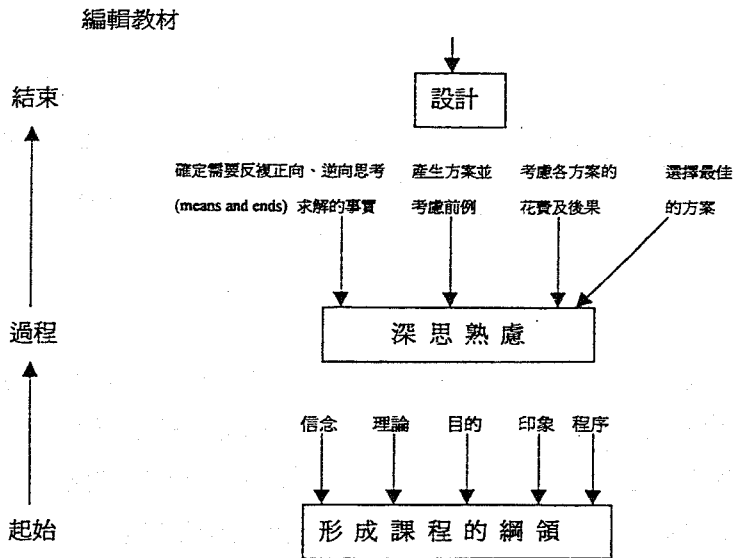 編輯教材
結束
設計
確定需要反複正向、逆向思考
(means and ends) 求解的事實
產生方案並
考慮前例
考慮各方案的
花費及後果
選擇最佳
的方案
過程
深思熟慮
信念 理論 目的 印象 程序
起始
形成課程的綱領